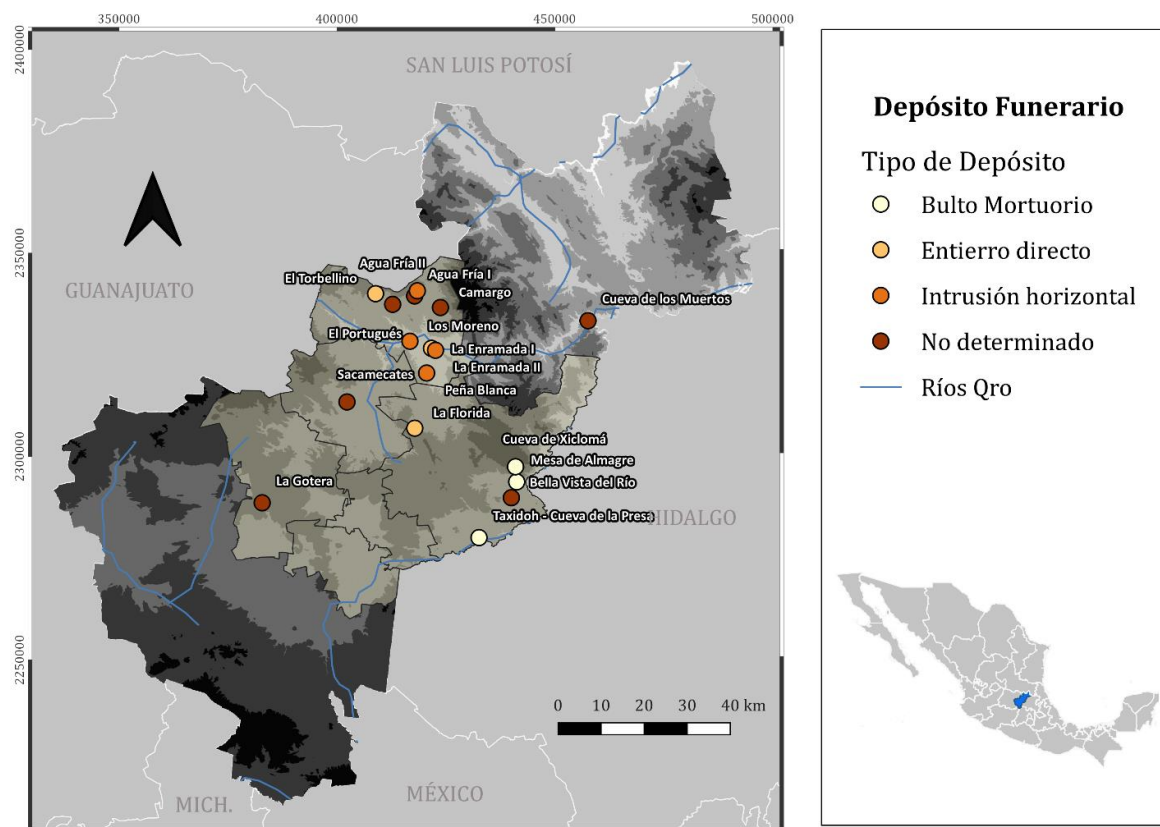 350000
400000
450000
500000
2400000
2350000
2300000
2250000
SAN LUIS POTOSÍ
GUANAJUATO
HIDALGO
MÉXICO
MICH.
Agua Fría II
El Torbellino
Agua Fría I
Camargo
Cueva de los Muertos
Los Moreno
El Portugués
La Enramada I
La Enramada II
Sacamecates
Peña Blanca
La Florida
Cueva de Xiclomá
Mesa de Almagre
Bella Vista del Río
La Gotera
Taxidoh - Cueva de la Presa
0 10 20 30 40 km
Depósito Funerario
Tipo de Depósito
Bulto Mortuorio
Entierro directo
Intrusión horizontal
No determinado
Ríos Qro